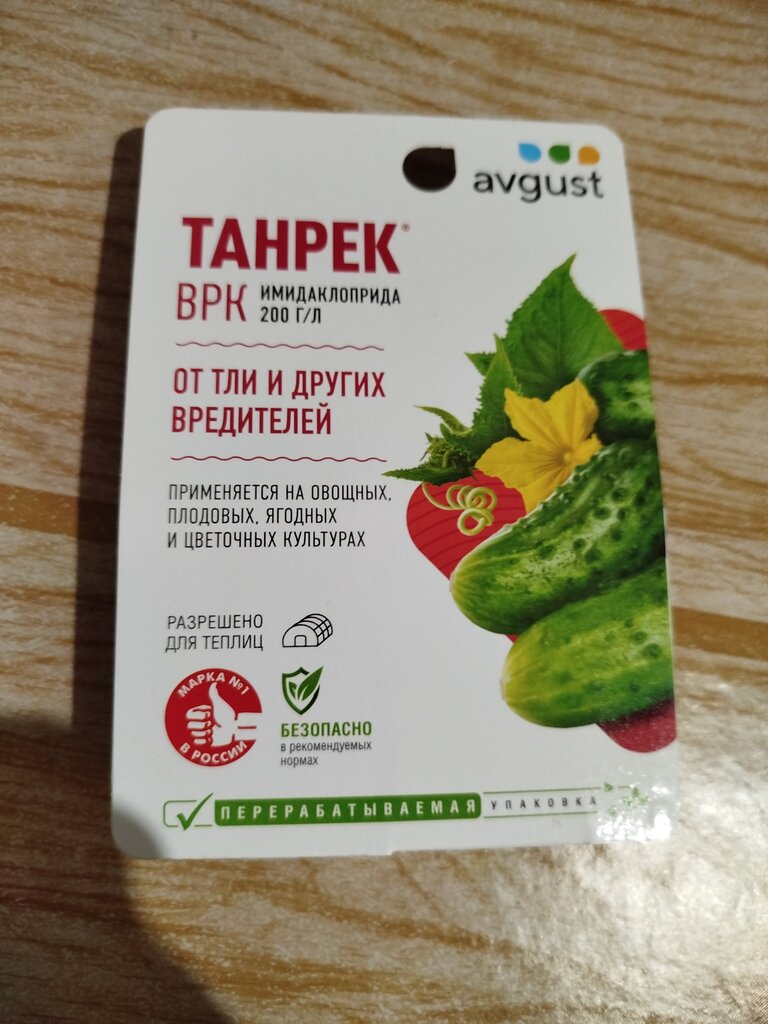 avgust
ТАНРЕК®
ВРК ИМИДАКЛОПРИДА
200 Г/Л
ОТ ТЛИ И ДРУГИХ
ВРЕДИТЕЛЕЙ
ПРИМЕНЯЕТСЯ НА ОВОЩНЫХ,
ПЛОДОВЫХ, ЯГОДНЫХ
И ЦВЕТОЧНЫХ КУЛЬТУРАХ
РАЗРЕШЕНО
ДЛЯ ТЕПЛИЦ
МАРКА №1
В РОССИИ
БЕЗОПАСНО
в рекомендуемых
нормах
ПЕРЕРАБАТЫВАЕМАЯ УПАКОВКА